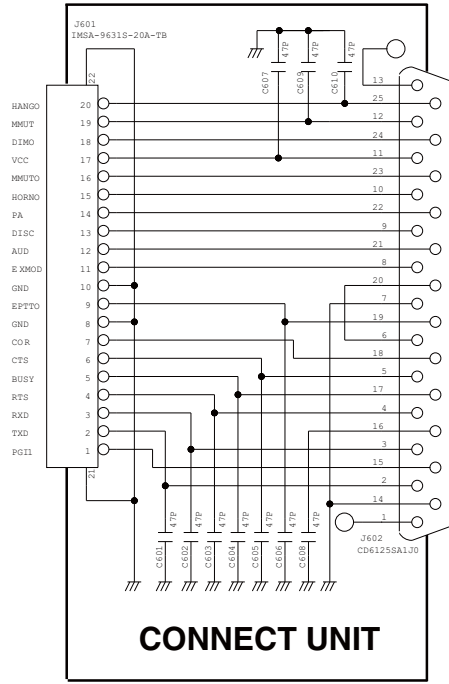 J601
IMSA-9631S-20A-TB
22
47P
47P
47P
C607
C609
C610
13
HANGO 20 25
MMUT 19 12
DIMO 18 24
VCC 17 11
MMUTO 16 23
HORNO 15 10
PA 14 22
DISC 13 9
AUD 12 21
EXMOD 11 8
GND 10 20
EPTTO 9 7
GND 8 19
COR 7 6
CTS 6 18
BUSY 5 5
RTS 4 17
RXD 3 4
TXD 2 16
PGI1 1 3
15
21
2
14
1
47P
47P
47P
47P
47P
47P
47P
C601
C602
C603
C604
C605
C606
C608
J602
CD6125SA1J0
CONNECT UNIT